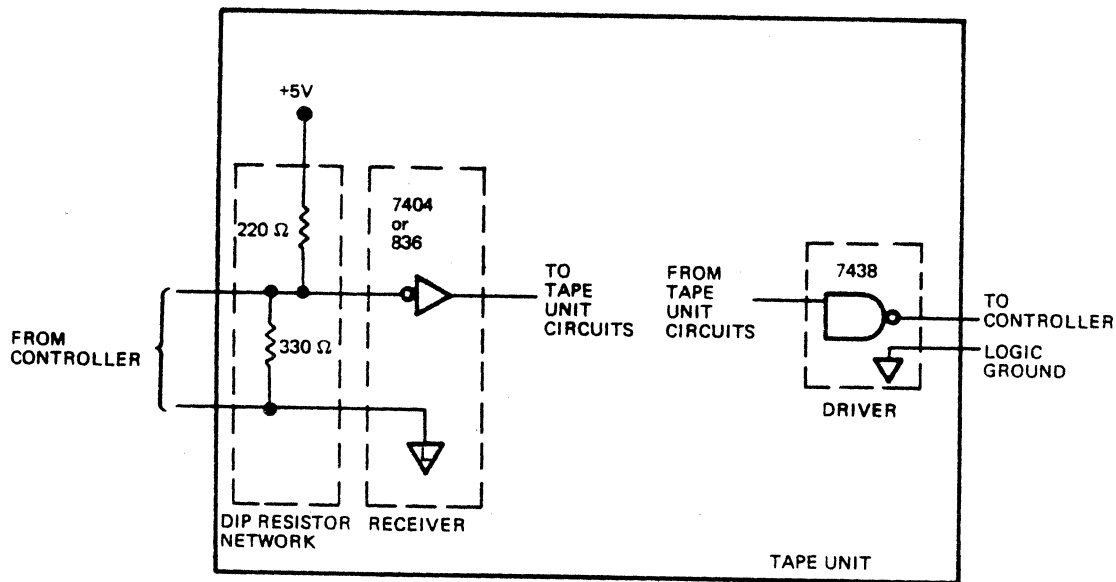 +5V
220 Ω
7404
or
836
330 Ω
FROM
CONTROLLER
TO
TAPE
UNIT
CIRCUITS
FROM
TAPE
UNIT
CIRCUITS
7438
TO
CONTROLLER
LOGIC
GROUND
DRIVER
DIP RESISTOR
NETWORK
RECEIVER
TAPE UNIT